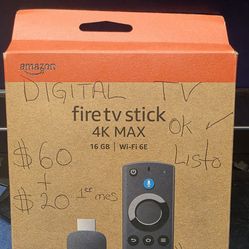 amazon
DIGITAL TV
fire tv stick
4K MAX
OK ✓
16 GB | Wi-Fi 6E
Listo
$60
+
$20 1er mes